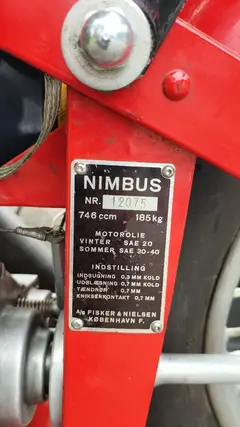 NIMBUS
NR. 12075
746 ccm 185 kg
MOTOROLIE
VINTER SAE 20
SOMMER SAE 30-40
INDSTILLING
INDSUGNING 0,3 MM KOLD
UDBLÆSNING 0,7 MM KOLD
TÆNDRØR 0,7 MM
KNIKSERKONTAKT 0,7 MM
A/S FISKER & NIELSEN
KØBENHAVN F.